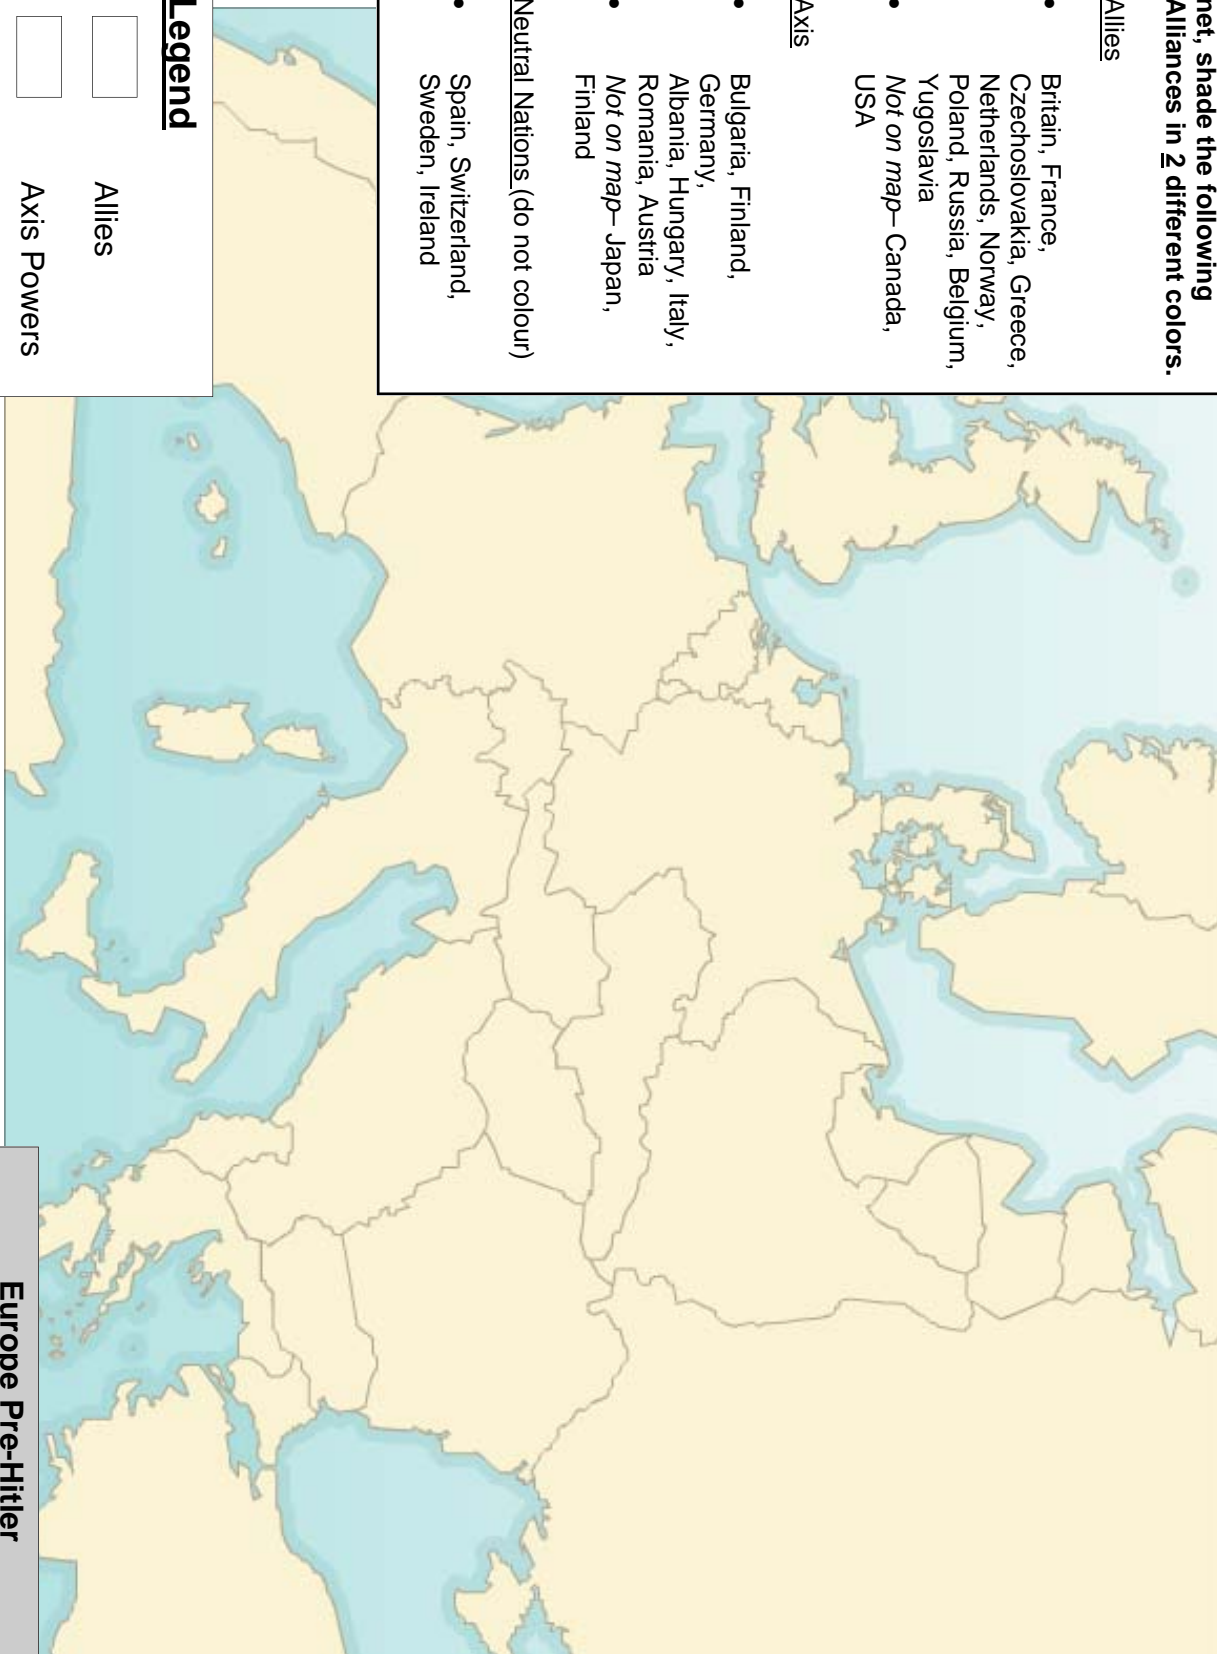 net, shade the following
Alliances in 2 different colors.
Allies
• Britain, France,
Czechoslovakia, Greece,
Netherlands, Norway,
Poland, Russia, Belgium,
Yugoslavia
• Not on map– Canada,
USA
Axis
• Bulgaria, Finland,
Germany,
Albania, Hungary, Italy,
Romania, Austria
• Not on map– Japan,
Finland
Neutral Nations (do not colour)
• Spain, Switzerland,
Sweden, Ireland
Legend
Allies
Axis Powers
Europe Pre-Hitler